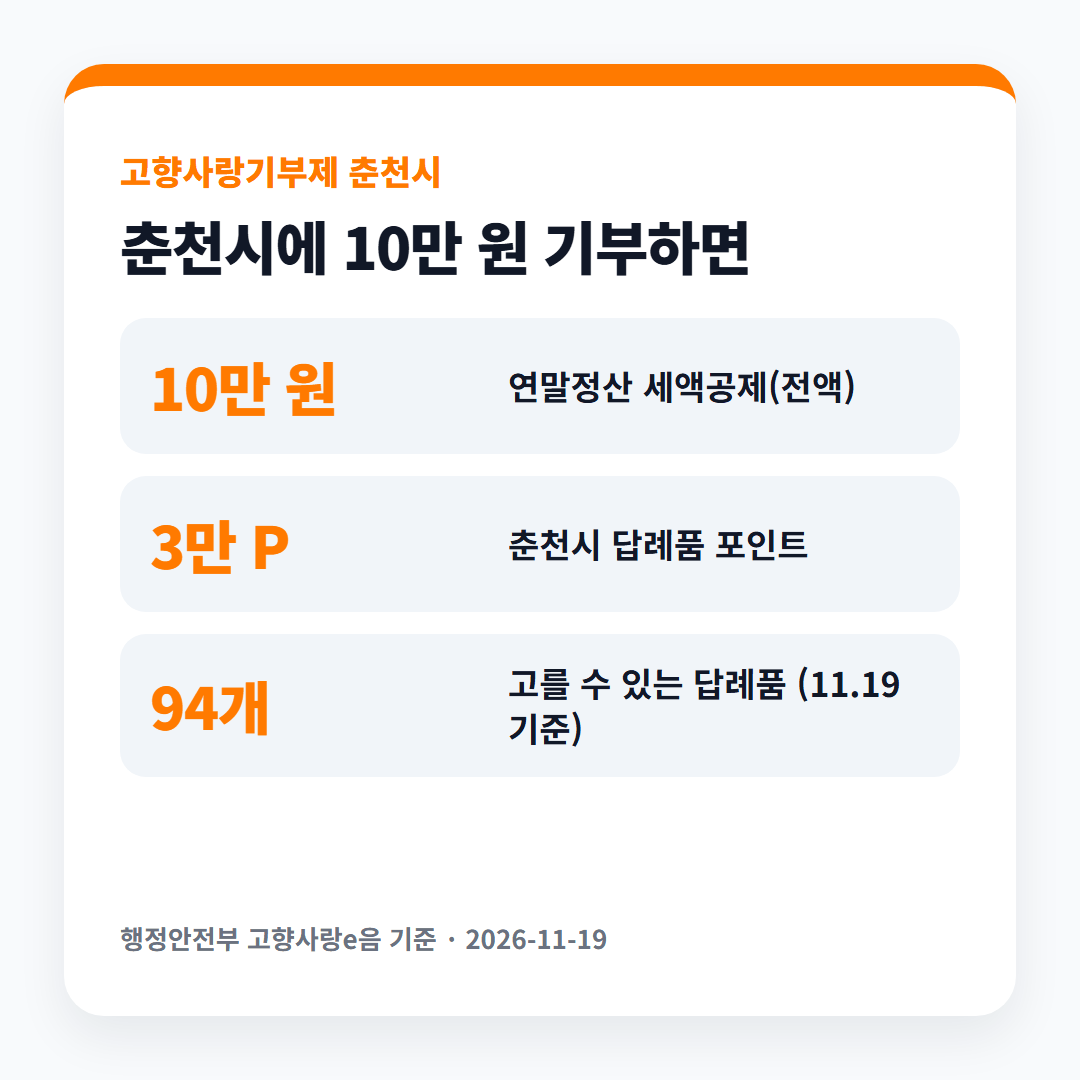 고향사랑기부제 춘천시
춘천시에 10만 원 기부하면
10만 원
연말정산 세액공제(전액)
3만 P
춘천시 답례품 포인트
94개
고를 수 있는 답례품 (11.19
기준)
행정안전부 고향사랑e음 기준 · 2026-11-19